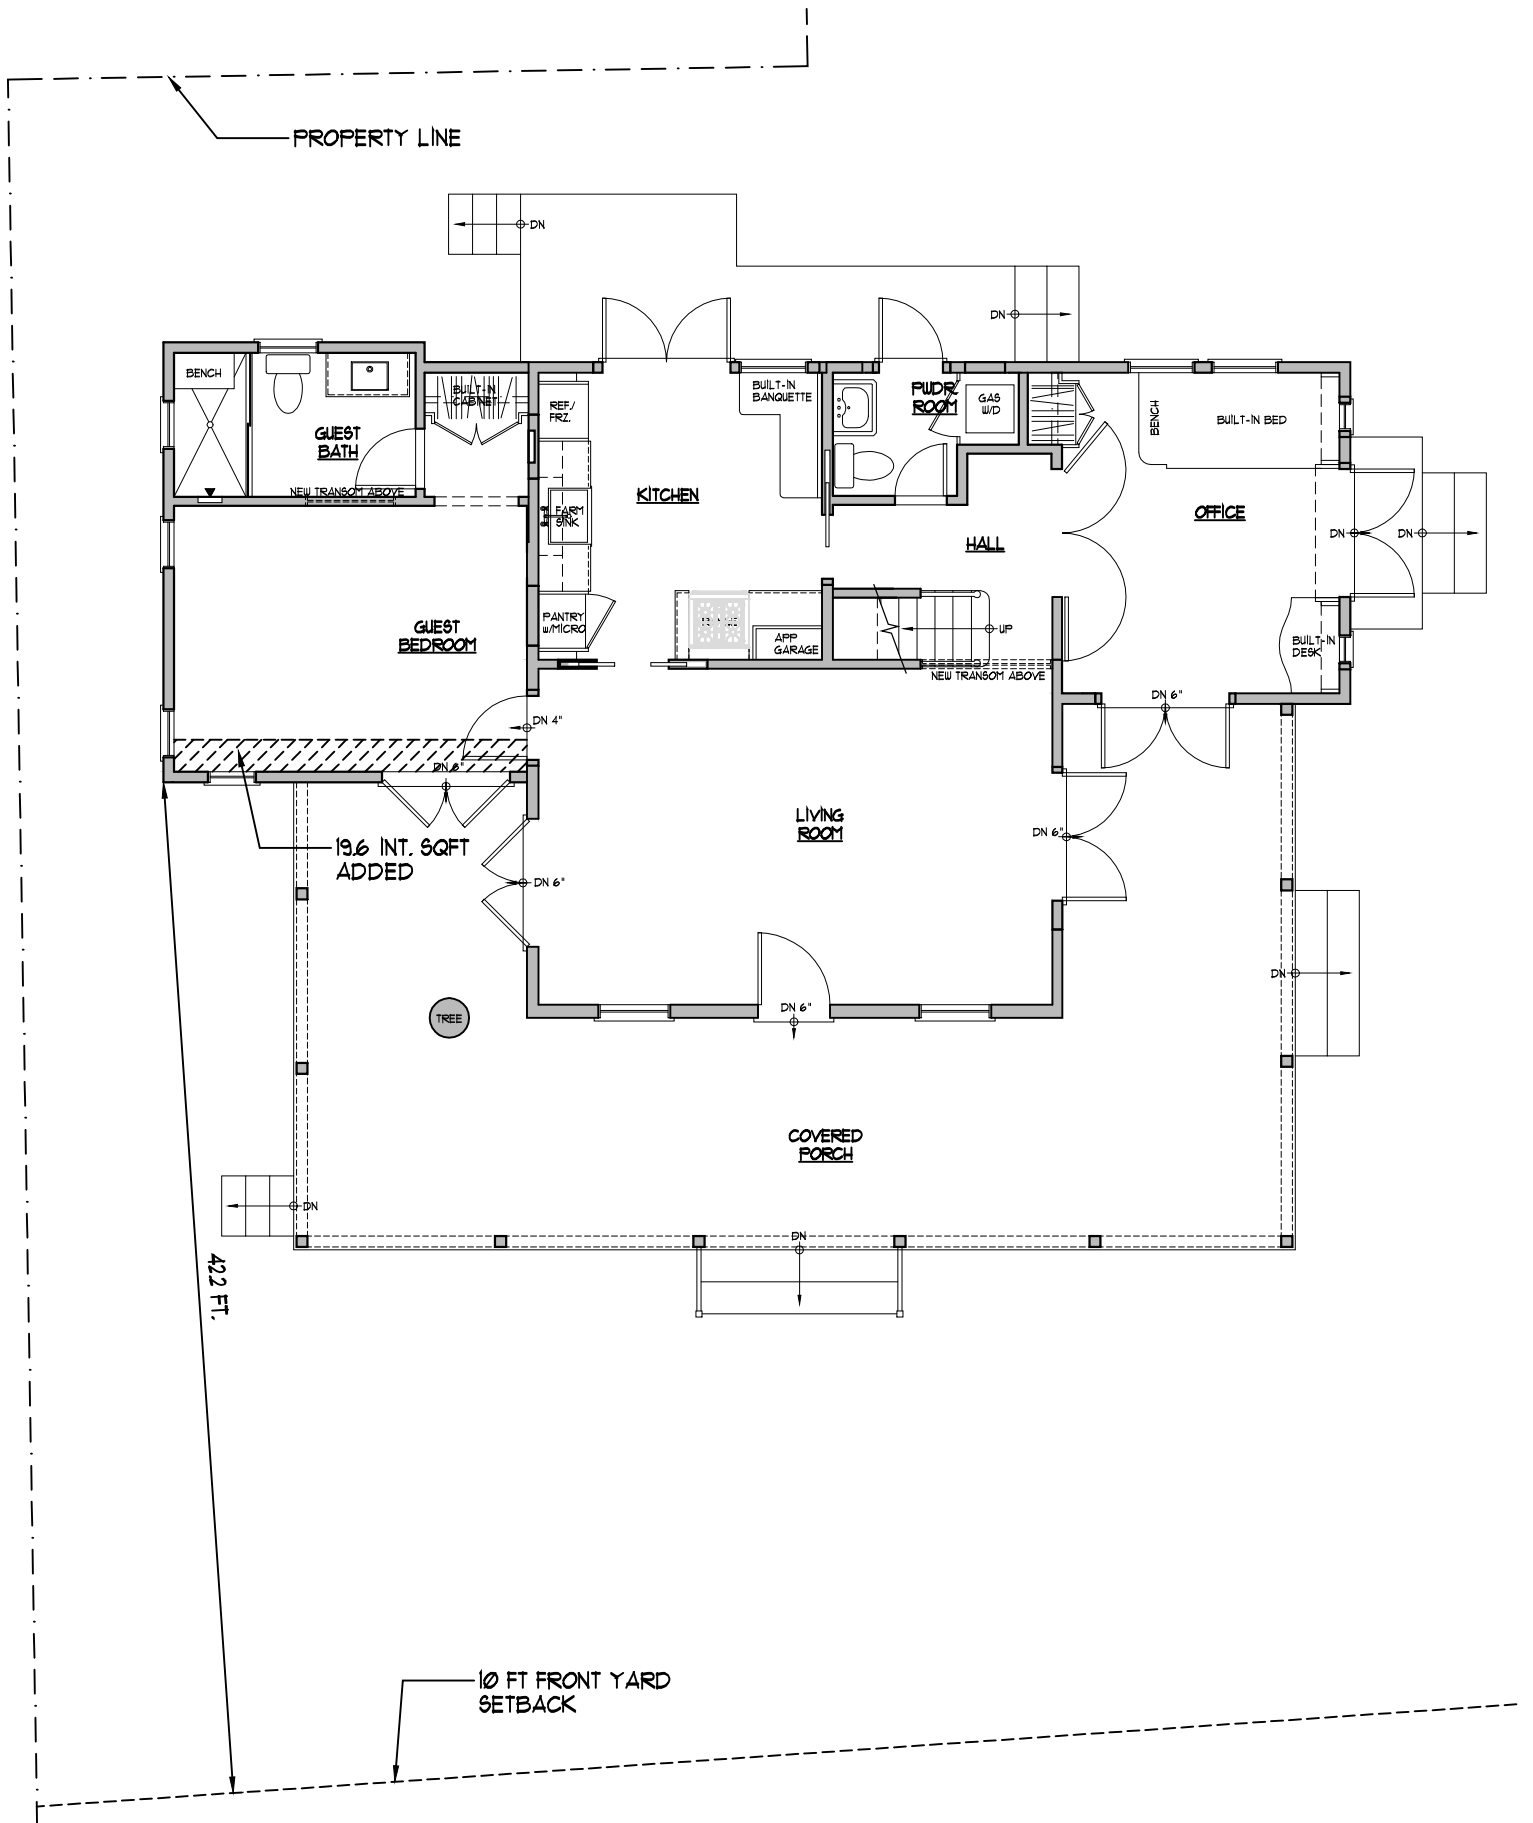 PROPERTY LINE
DN
DN
BENCH
GUEST
BATH
NEW TRANSOM ABOVE
BUILT-IN
CABINET
REF./
FRZ.
BUILT-IN
BANQUETTE
KITCHEN
FARM
SINK
PWDR
ROOM
GAS
W/D
BENCH
BUILT-IN BED
OFFICE
DN
DN
HALL
UP
PANTRY
W/MICRO
APP
GARAGE
NEW TRANSOM ABOVE
BUILT-IN
DESK
GUEST
BEDROOM
DN 4"
DN 6"
DN 6"
LIVING
ROOM
DN 6"
19.6 INT. SQFT
ADDED
DN 6"
DN
DN 6"
TREE
COVERED
PORCH
DN
DN
42.2 FT.
10 FT FRONT YARD
SETBACK